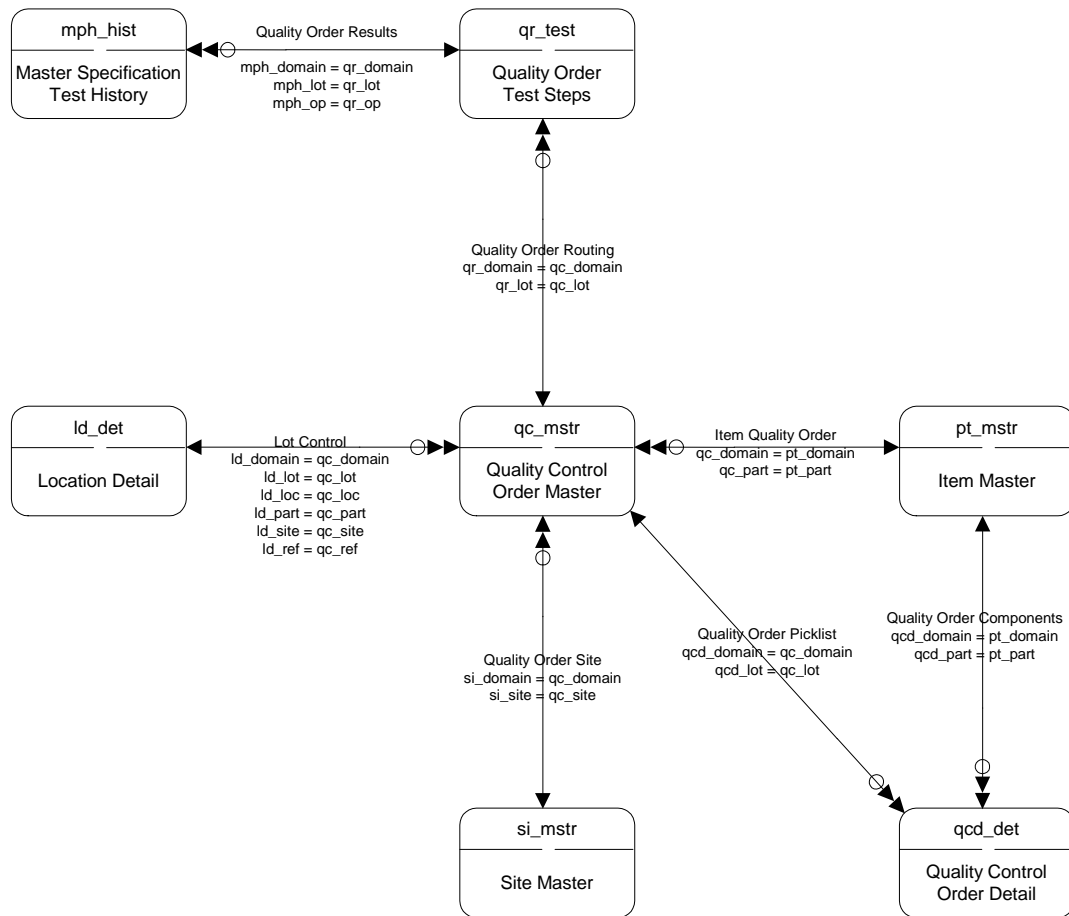 mph_hist
Master Specification
Test History
Quality Order Results
mph_domain = qr_domain
mph_lot = qr_lot
mph_op = qr_op
qr_test
Quality Order
Test Steps
Quality Order Routing
qr_domain = qc_domain
qr_lot = qc_lot
ld_det
Location Detail
Lot Control
ld_domain = qc_domain
ld_lot = qc_lot
ld_loc = qc_loc
ld_part = qc_part
ld_site = qc_site
ld_ref = qc_ref
qc_mstr
Quality Control
Order Master
Item Quality Order
qc_domain = pt_domain
qc_part = pt_part
pt_mstr
Item Master
Quality Order Site
si_domain = qc_domain
si_site = qc_site
Quality Order Picklist
qcd_domain = qc_domain
qcd_lot = qc_lot
Quality Order Components
qcd_domain = pt_domain
qcd_part = pt_part
si_mstr
Site Master
qcd_det
Quality Control
Order Detail